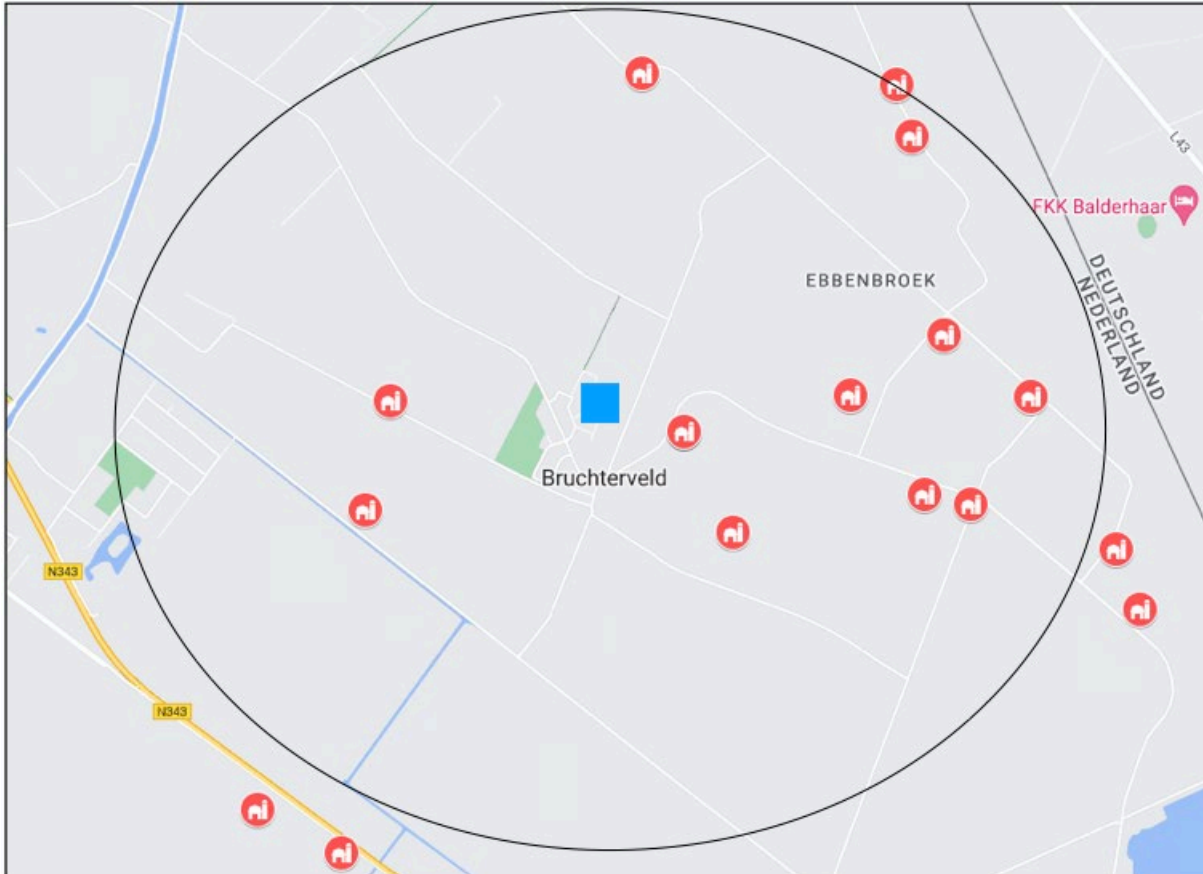 L43
FKK Balderhaar
DEUTSCHLAND
NEDERLAND
EBBENBROEK
Bruchterveld
N343
N343